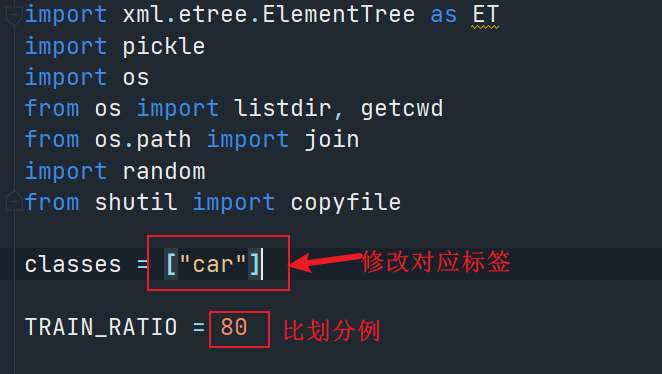 import xml.etree.ElementTree as ET
import pickle
import os
from os import listdir, getcwd
from os.path import join
import random
from shutil import copyfile
classes = ["car"] 修改对应标签
TRAIN_RATIO = 80 比划分例